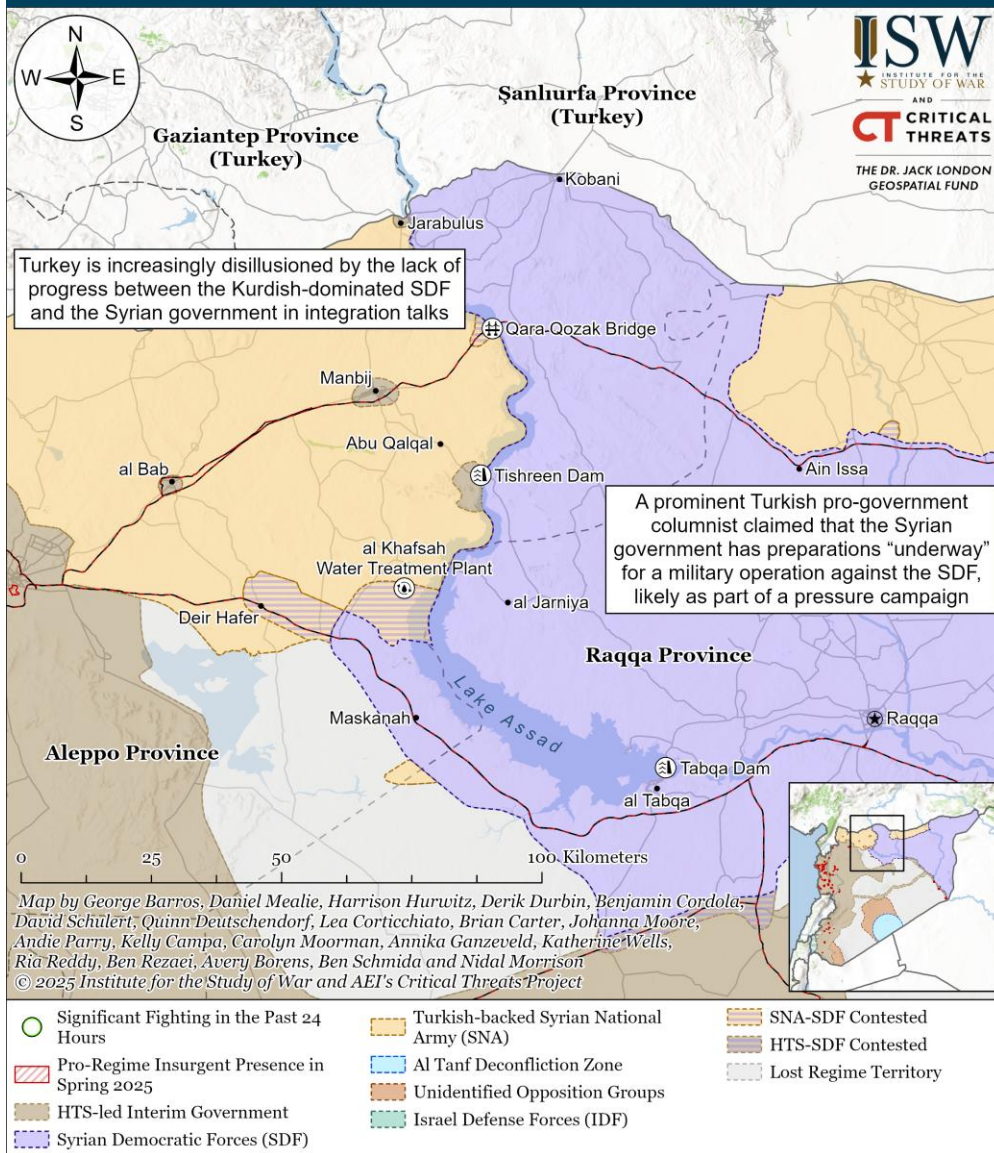 N
W
E
S
ISW
INSTITUTE FOR THE
STUDY OF WAR
AND
CT CRITICAL
THREATS
THE DR. JACK LONDON
GEOSPATIAL FUND
Şanlıurfa Province
(Turkey)
Gaziantep Province
(Turkey)
Kobani
Jarabulus
Turkey is increasingly disillusioned by the lack of
progress between the Kurdish-dominated SDF
and the Syrian government in integration talks
Qara-Qozak Bridge
Manbij
Abu Qalqal
al Bab
Tishreen Dam
Ain Issa
A prominent Turkish pro-government
columnist claimed that the Syrian
government has preparations “underway”
for a military operation against the SDF,
likely as part of a pressure campaign
al Khafsah
Water Treatment Plant
Deir Hafer
al Jarniya
Raqqa Province
Lake Assad
Maskanah
Raqqa
Aleppo Province
Tabqa Dam
al Tabqa
0 25 50 100 Kilometers
Map by George Barros, Daniel Mealie, Harrison Hurwitz, Derik Durbin, Benjamin Cordola,
David Schulert, Quinn Deutschendorf, Lea Corticchiato, Brian Carter, Johanna Moore,
Andie Parry, Kelly Campa, Carolyn Moorman, Annika Ganzeveld, Katherine Wells,
Ria Reddy, Ben Rezaei, Avery Borens, Ben Schmida and Nidal Morrison
© 2025 Institute for the Study of War and AEI's Critical Threats Project
Significant Fighting in the Past 24
Hours
Pro-Regime Insurgent Presence in
Spring 2025
HTS-led Interim Government
Syrian Democratic Forces (SDF)
Turkish-backed Syrian National
Army (SNA)
Al Tanf Deconfliction Zone
Unidentified Opposition Groups
Israel Defense Forces (IDF)
SNA-SDF Contested
HTS-SDF Contested
Lost Regime Territory